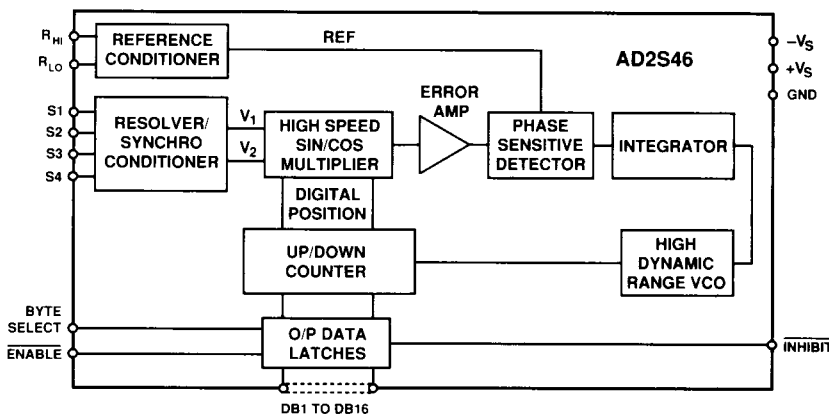 R_HI
R_LO
REFERENCE
CONDITIONER
REF
AD2S46
–V_S
+V_S
GND
S1
S2
S3
S4
RESOLVER/
SYNCHRO
CONDITIONER
V_1
V_2
HIGH SPEED
SIN/COS
MULTIPLIER
ERROR
AMP
PHASE
SENSITIVE
DETECTOR
INTEGRATOR
DIGITAL
POSITION
UP/DOWN
COUNTER
HIGH
DYNAMIC
RANGE VCO
BYTE
SELECT
ENABLE
O/P DATA
LATCHES
INHIBIT
DB1 TO DB16